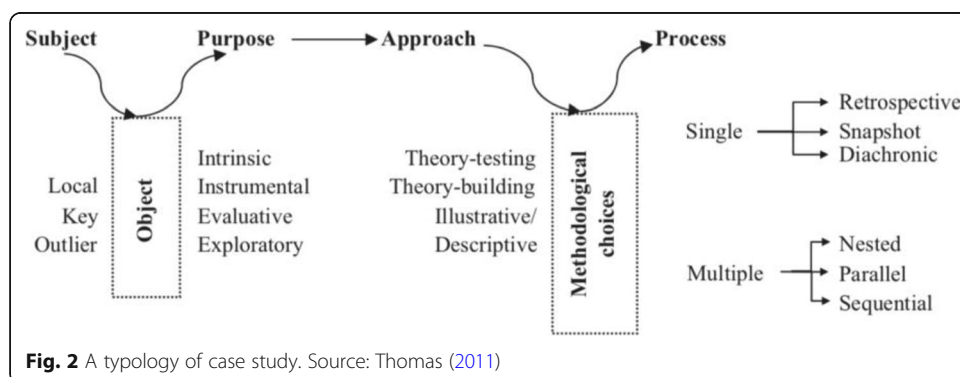 Subject Purpose Approach Process
Local
Key
Outlier
Object
Intrinsic
Instrumental
Evaluative
Exploratory
Theory-testing
Theory-building
Illustrative/
Descriptive
Methodological
choices
Single
Retrospective
Snapshot
Diachronic
Multiple
Nested
Parallel
Sequential
Fig. 2 A typology of case study. Source: Thomas (2011)